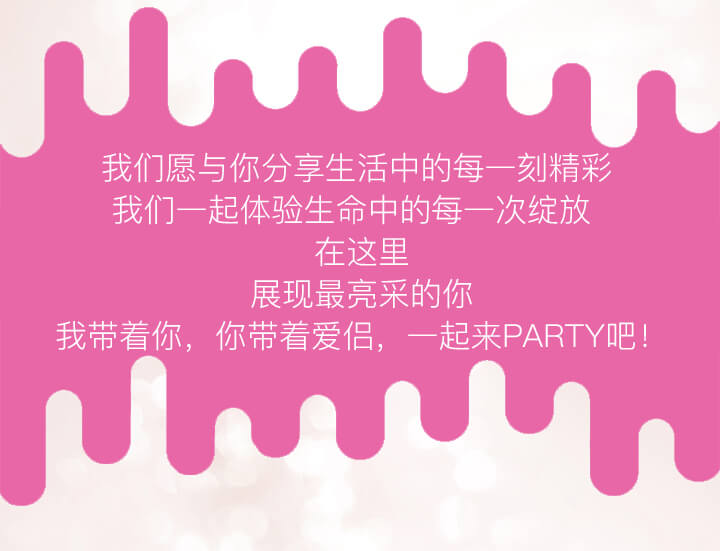 我们愿与你分享生活中的每一刻精彩
我们一起体验生命中的每一次绽放
在这里
展现最亮采的你
我带着你，你带着爱侣，一起来PARTY吧！